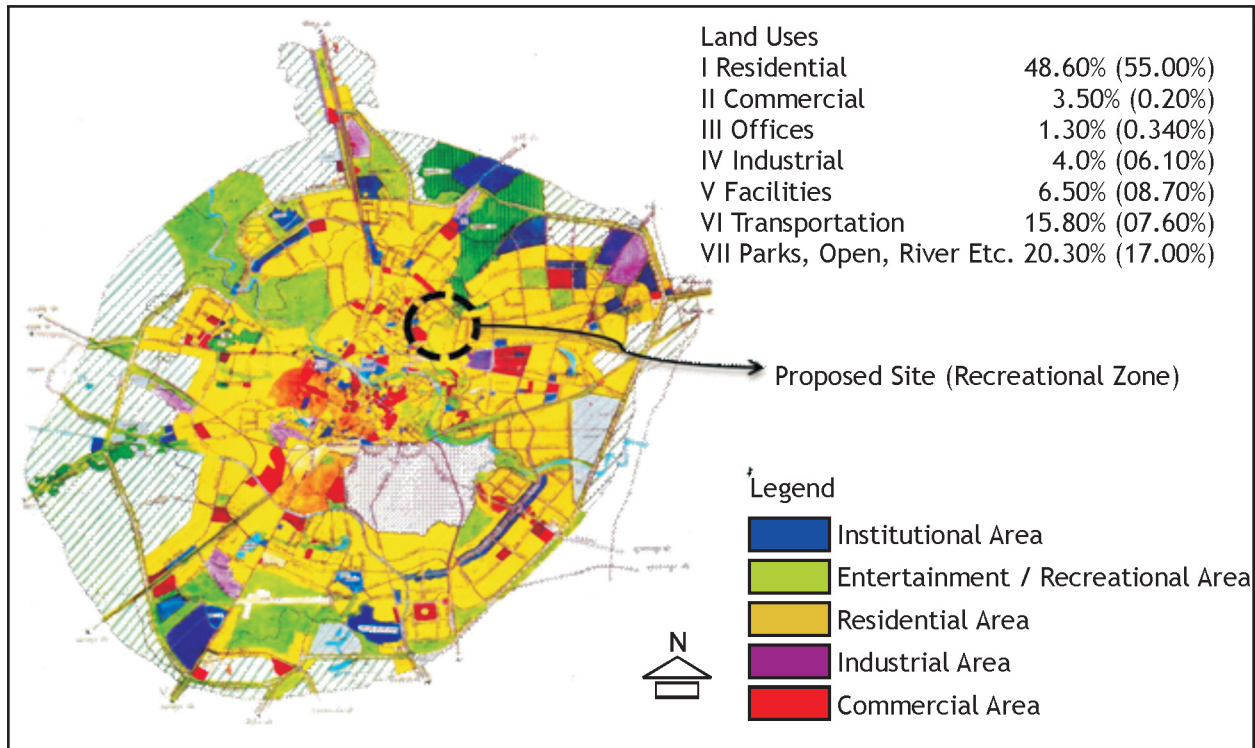 Land Uses
I Residential 48.60% (55.00%)
II Commercial 3.50% (0.20%)
III Offices 1.30% (0.340%)
IV Industrial 4.0% (06.10%)
V Facilities 6.50% (08.70%)
VI Transportation 15.80% (07.60%)
VII Parks, Open, River Etc. 20.30% (17.00%)
Proposed Site (Recreational Zone)
Legend
Institutional Area
Entertainment / Recreational Area
Residential Area
Industrial Area
Commercial Area
N